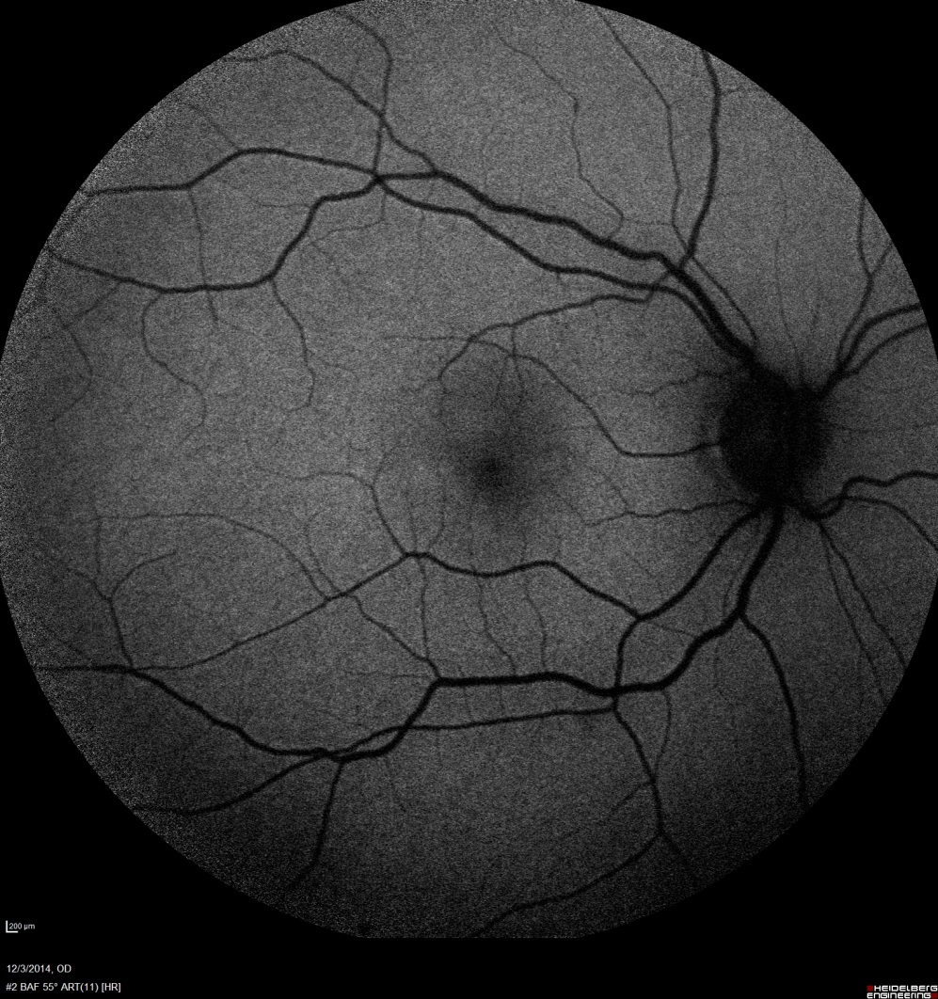 200 µm
12/3/2014, OD
#2 BAF 55° ART(11) [HR]
HEIDELBERG
ENGINEERING